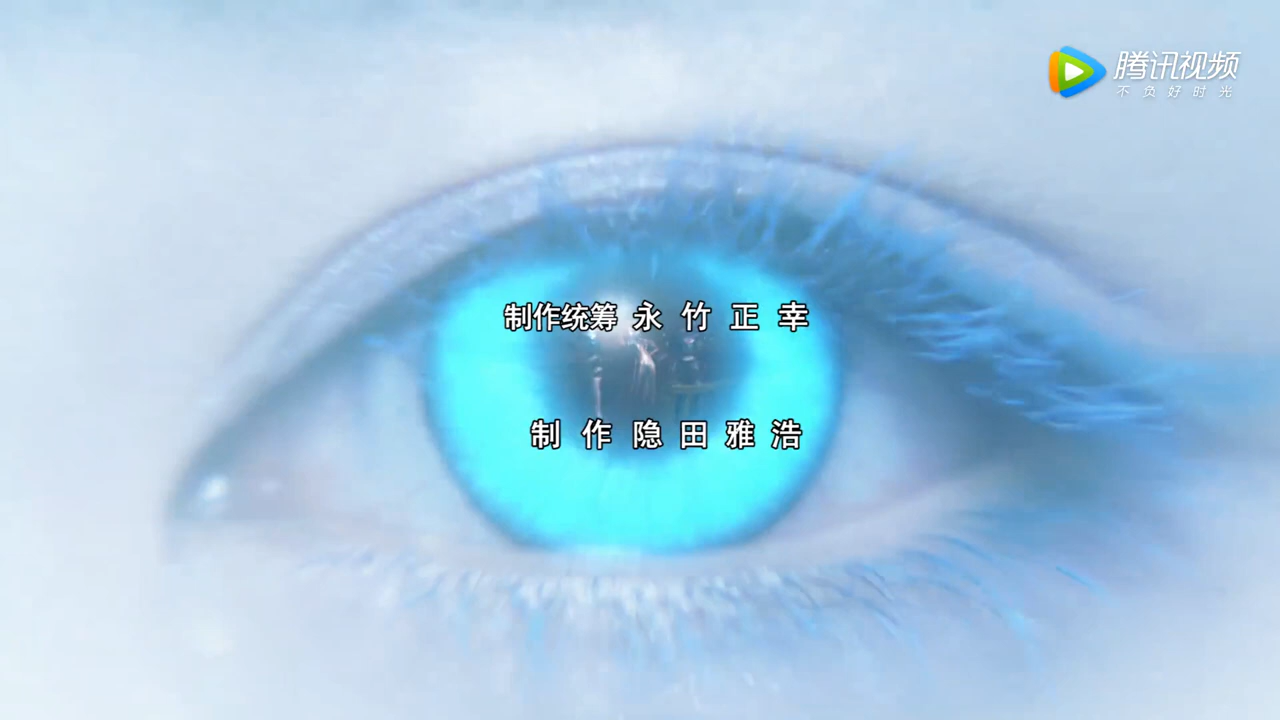 腾讯视频
不负好时光
制作统筹 永竹正幸
制作 隐田雅浩